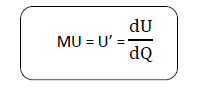 MU = U’ = dU/dQ